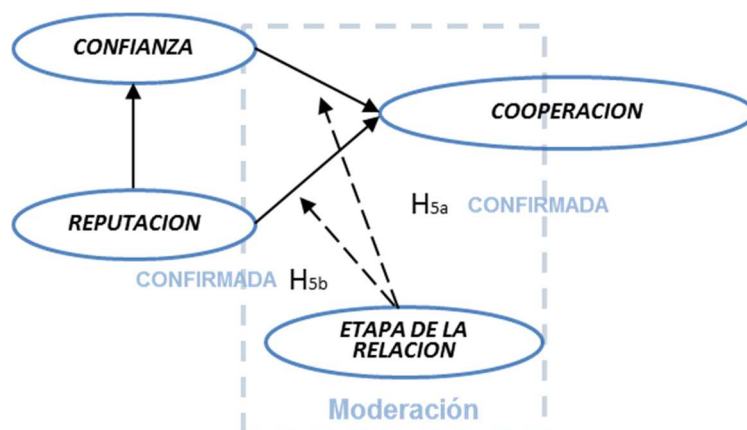 CONFIANZA
COOPERACION
REPUTACION
H5a CONFIRMADA
CONFIRMADA H5b
ETAPA DE LA
RELACION
Moderación